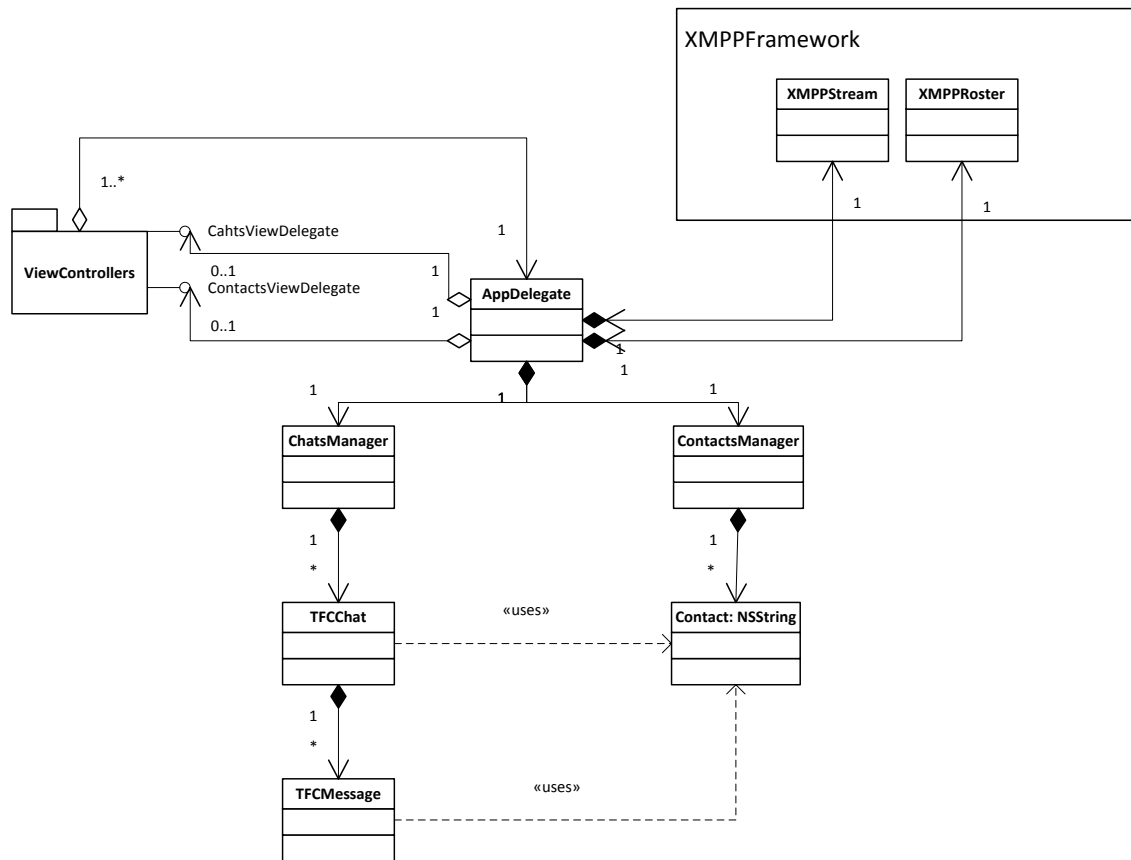 XMPPFramework
XMPPStream
XMPPRoster
1..*
1
1
CahtsViewDelegate
1
ViewControllers
0..1
1
ContactsViewDelegate
AppDelegate
1
0..1
1
1
1
1
1
ChatsManager
ContactsManager
1
1
*
*
TFCChat
«uses»
Contact: NSString
1
*
TFCMessage
«uses»